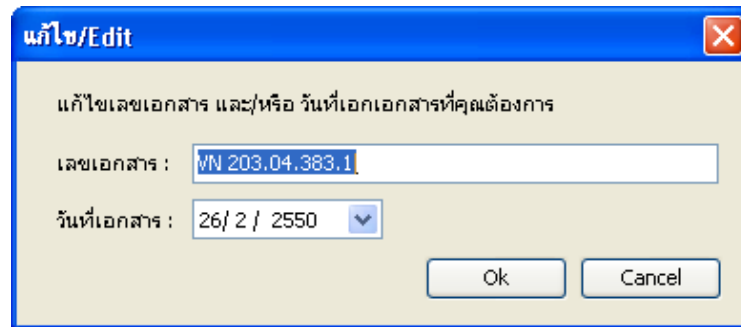 แก้ไข/Edit
แก้ไขเลขเอกสาร และ/หรือ วันที่เอกเอกสารที่คุณต้องการ
เลขเอกสาร : VN 203.04.383.1
วันที่เอกสาร : 26/ 2 / 2550
Ok Cancel